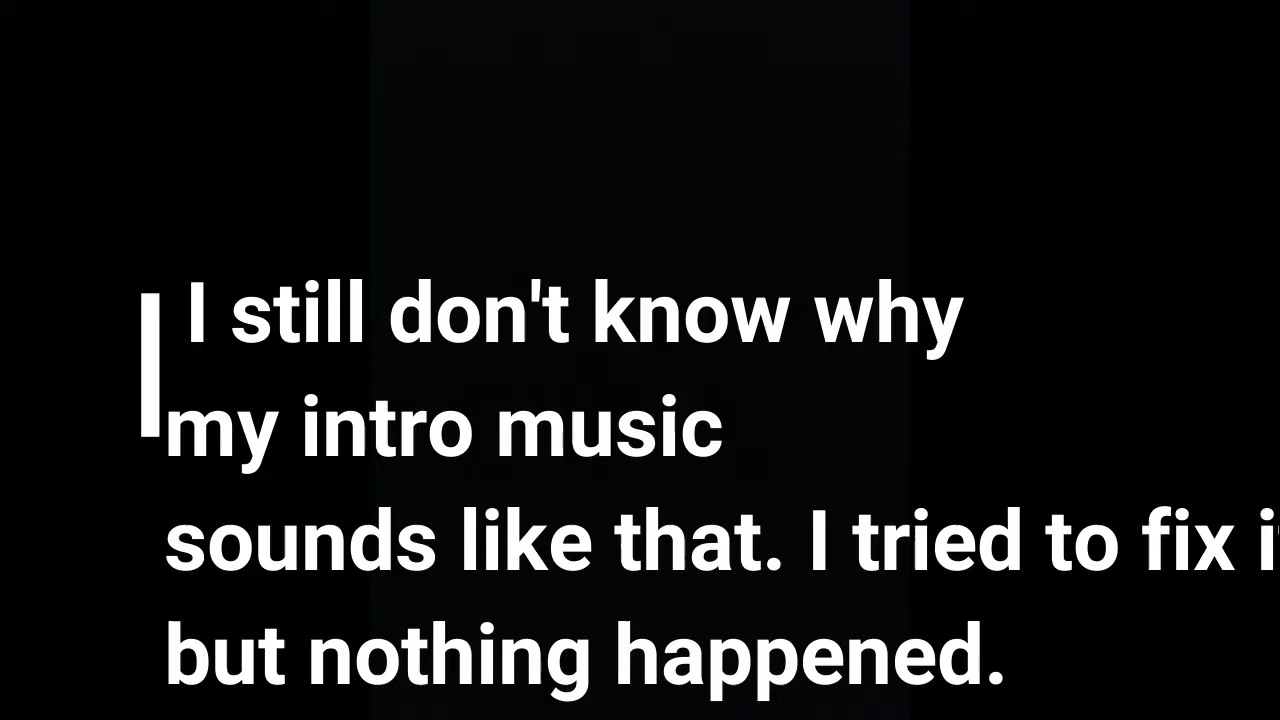 I still don't know why
my intro music
sounds like that. I tried to fix
but nothing happened.